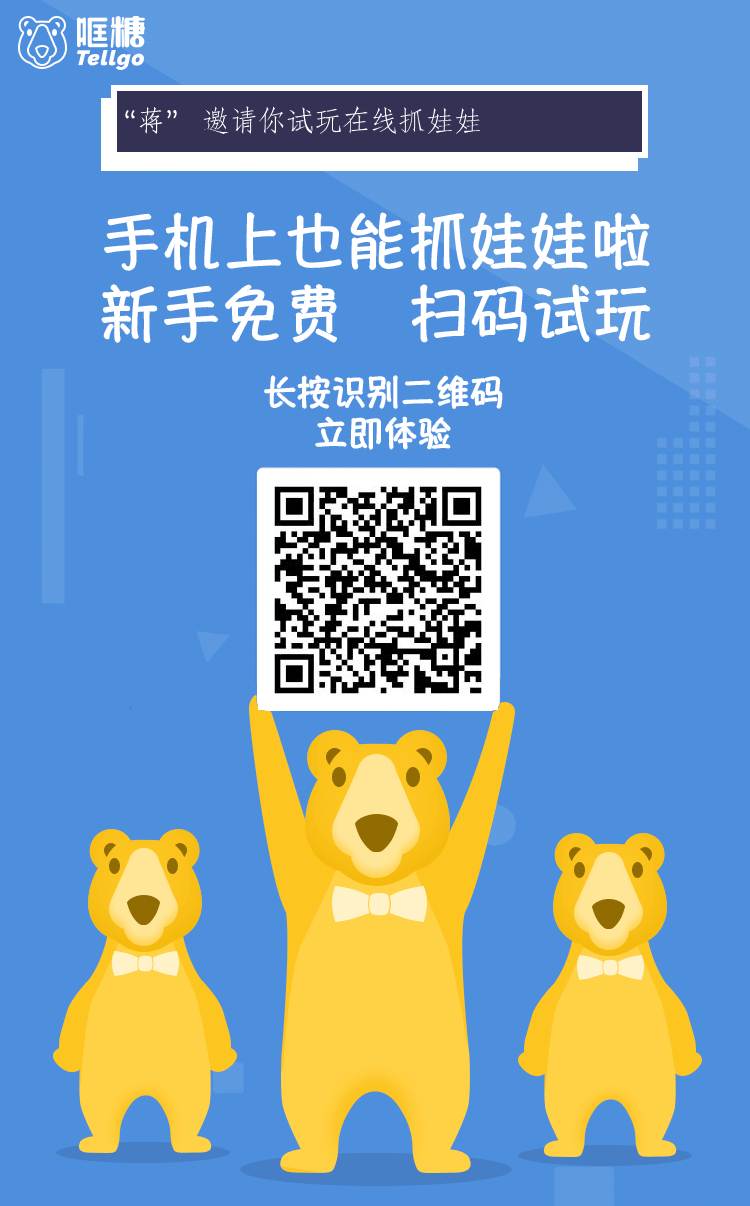 哐糖
Tellgo
“蒋” 邀请你试玩在线抓娃娃
手机上也能抓娃娃啦
新手免费 扫码试玩
长按识别二维码
立即体验